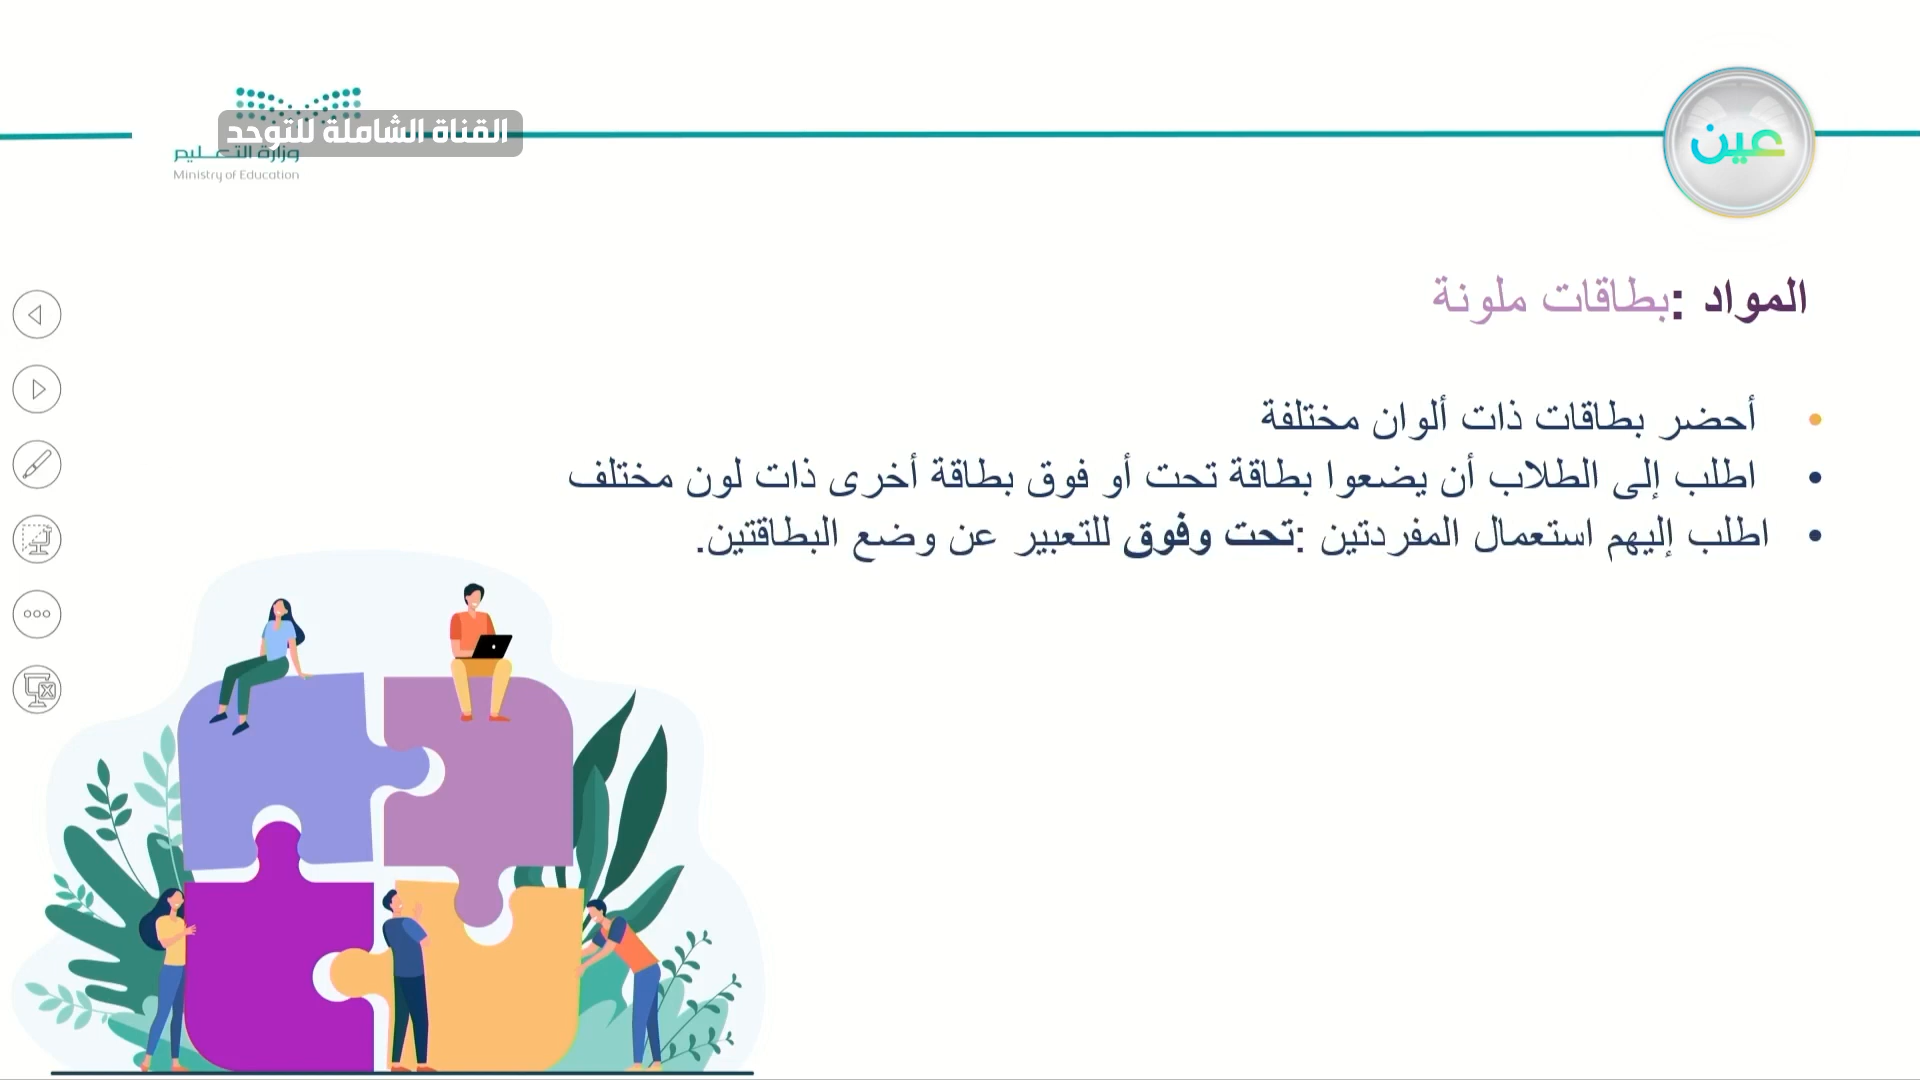 القناة الشاملة للتوحد
وزارة التعليم
Ministry of Education
عين
المواد :بطاقات ملونة
أحضر بطاقات ذات ألوان مختلفة
اطلب إلى الطلاب أن يضعوا بطاقة تحت أو فوق بطاقة أخرى ذات لون مختلف
اطلب إليهم استعمال المفردتين :تحت وفوق للتعبير عن وضع البطاقتين.